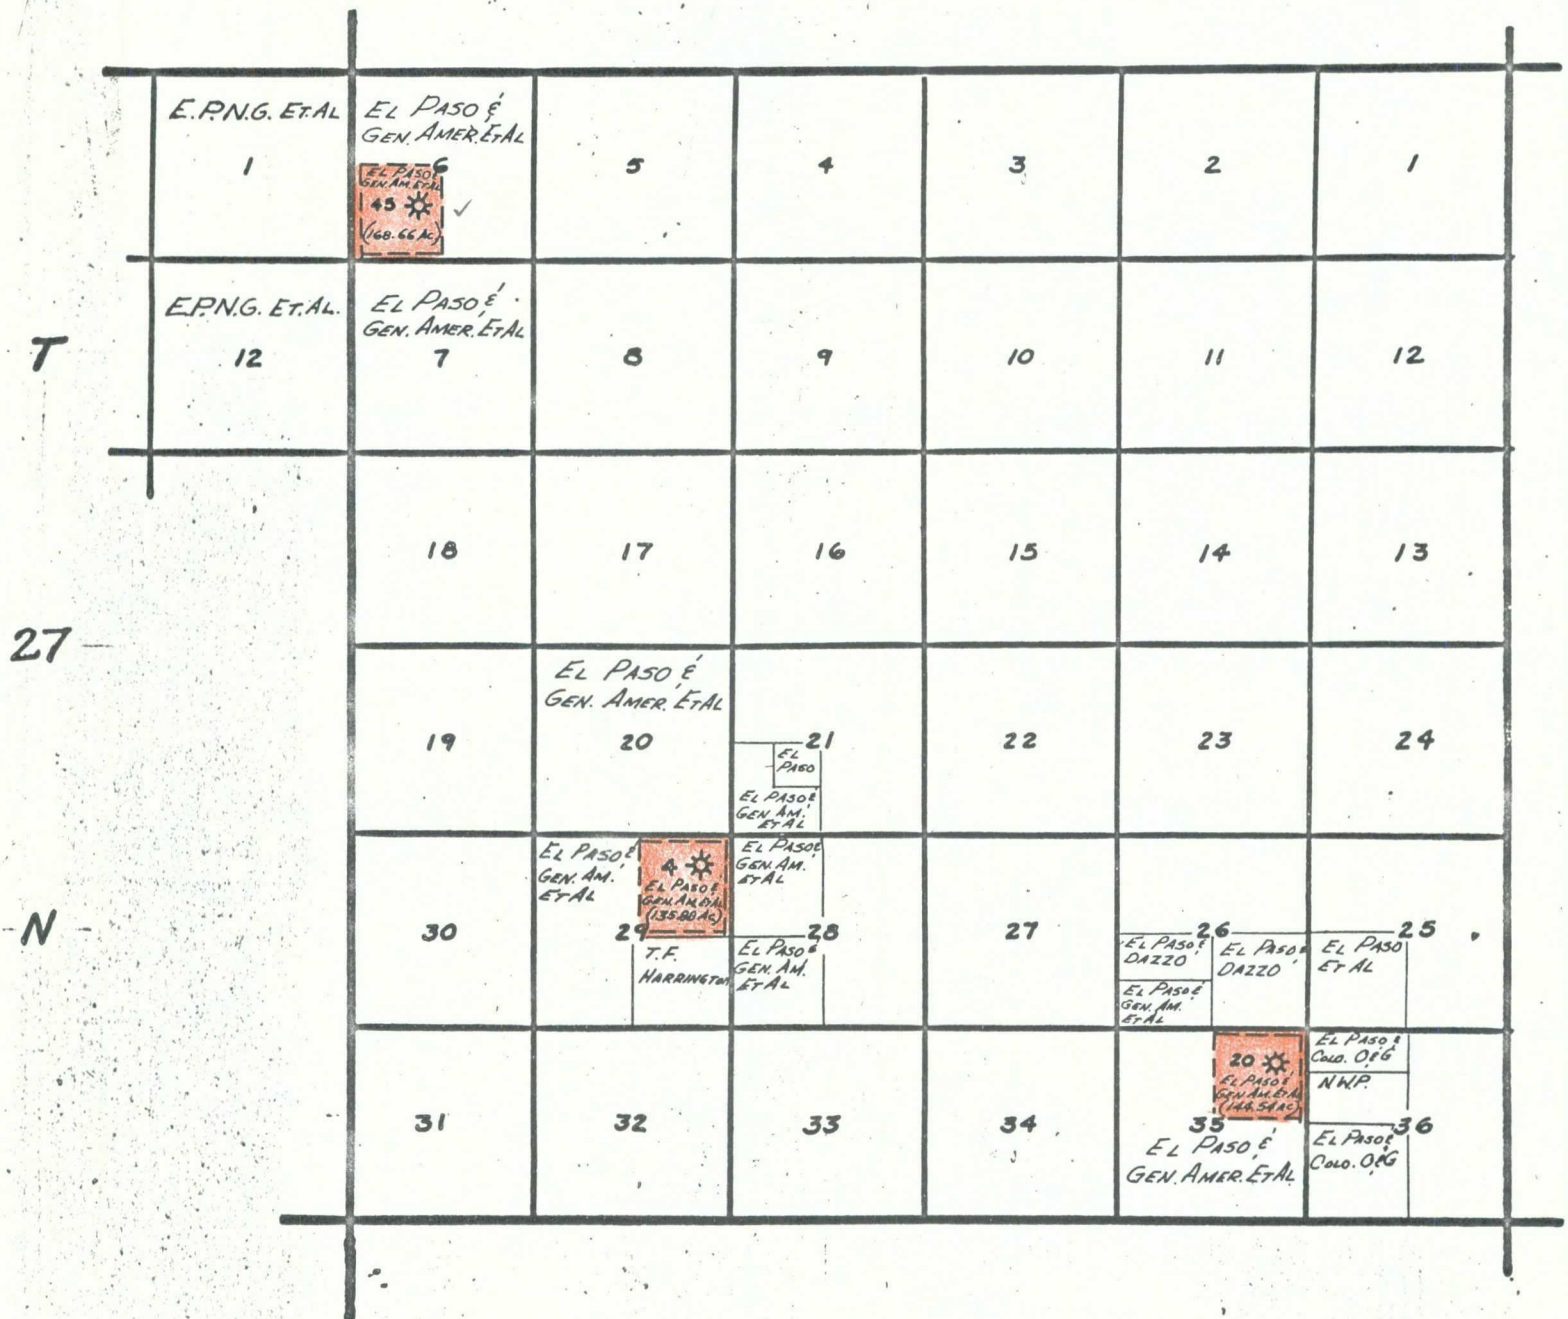 E.P.N.G. ET.AL
1
EL PASO &
GEN. AMER. ET AL
6
EL PASO &
GEN. AM. ET AL
45
(168.66 AC)
5
4
3
2
1
T
E.P.N.G. ET. AL.
12
EL PASO &
GEN. AMER. ET AL
7
8
9
10
11
12
18
17
16
15
14
13
27
19
EL PASO &
GEN. AMER. ET AL
20
21
EL
PASO
EL PASO &
GEN. AM.
ET AL
22
23
24
N
30
EL PASO &
GEN. AM.
ET AL
29
4
EL PASO &
GEN. AM. ET AL
(135.88 AC)
T.F.
HARRINGTON
EL PASO &
GEN. AM.
ET AL
28
EL PASO &
GEN. AM.
ET AL
27
26
EL PASO &
DAZZO
EL PASO &
GEN. AM.
ET AL
EL PASO &
DAZZO
25
EL PASO
ET AL
31
32
33
34
20
EL PASO &
GEN. AM. ET AL
(144.54 AC)
35
EL PASO &
GEN. AMER. ET AL
EL PASO &
COLO. O&G
N.W.P.
36
EL PASO &
COLO. O&G